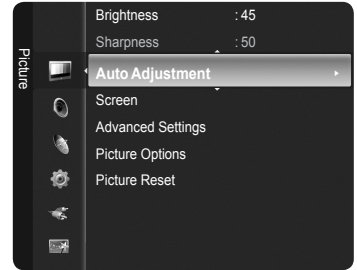 Picture
Brightness : 45
Sharpness : 50
Auto Adjustment
Screen
Advanced Settings
Picture Options
Picture Reset